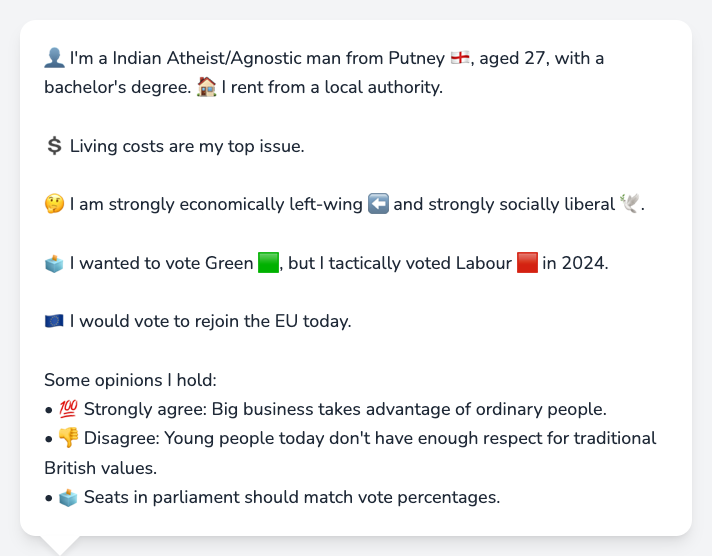 👤 I'm a Indian Atheist/Agnostic man from Putney 🏴󠁧󠁢󠁥󠁮󠁧󠁿, aged 27, with a
bachelor's degree. 🏠 I rent from a local authority.
💲 Living costs are my top issue.
🤔 I am strongly economically left-wing ⬅️ and strongly socially liberal 🕊️.
🗳️ I wanted to vote Green 🟩, but I tactically voted Labour 🟥 in 2024.
🇪🇺 I would vote to rejoin the EU today.
Some opinions I hold:
• 💯 Strongly agree: Big business takes advantage of ordinary people.
• 👎 Disagree: Young people today don't have enough respect for traditional
British values.
• 🗳️ Seats in parliament should match vote percentages.